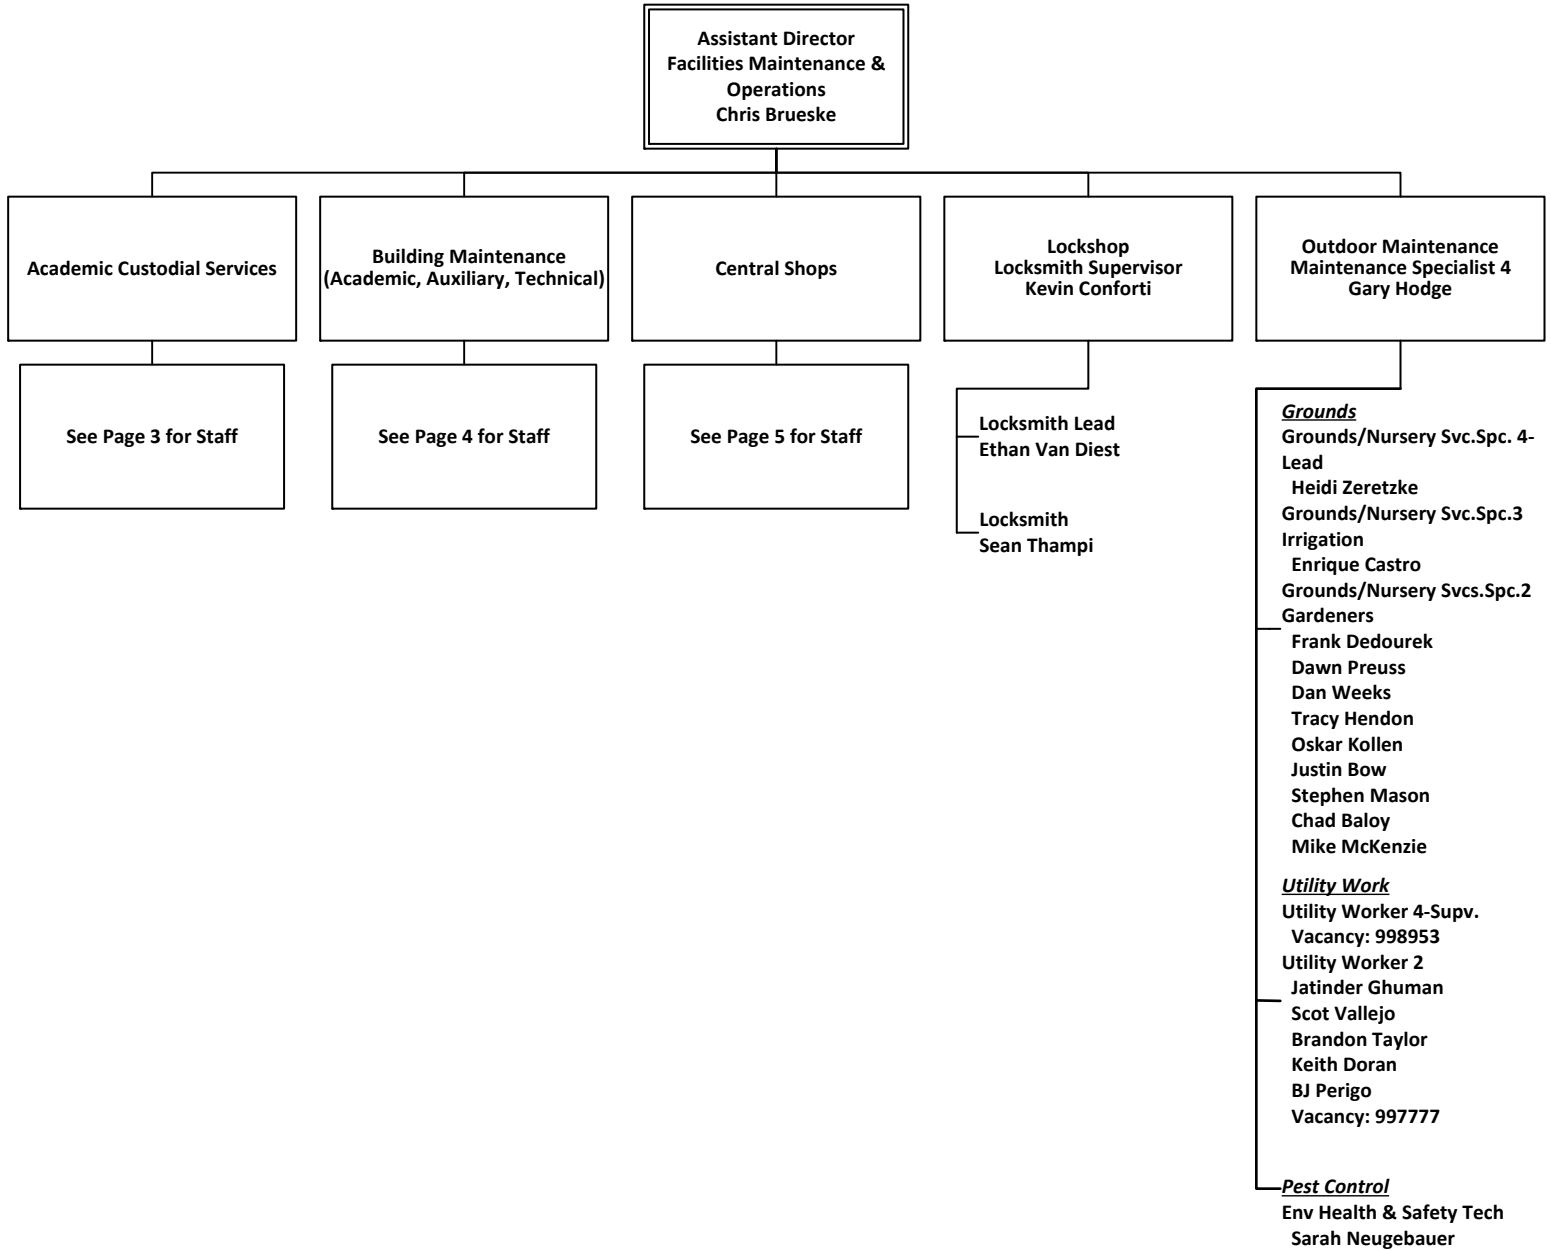 Assistant Director
Facilities Maintenance &
Operations
Chris Brueske
Academic Custodial Services
Building Maintenance
(Academic, Auxiliary, Technical)
Central Shops
Lockshop
Locksmith Supervisor
Kevin Conforti
Outdoor Maintenance
Maintenance Specialist 4
Gary Hodge
See Page 3 for Staff
See Page 4 for Staff
See Page 5 for Staff
Locksmith Lead
Ethan Van Diest
Locksmith
Sean Thampi
Grounds
Grounds/Nursery Svc.Spc. 4-
Lead
Heidi Zeretzke
Grounds/Nursery Svc.Spc.3
Irrigation
Enrique Castro
Grounds/Nursery Svcs.Spc.2
Gardeners
Frank Dedourek
Dawn Preuss
Dan Weeks
Tracy Hendon
Oskar Kollen
Justin Bow
Stephen Mason
Chad Baloy
Mike McKenzie
Utility Work
Utility Worker 4-Supv.
Vacancy: 998953
Utility Worker 2
Jatinder Ghuman
Scot Vallejo
Brandon Taylor
Keith Doran
BJ Perigo
Vacancy: 997777
Pest Control
Env Health & Safety Tech
Sarah Neugebauer